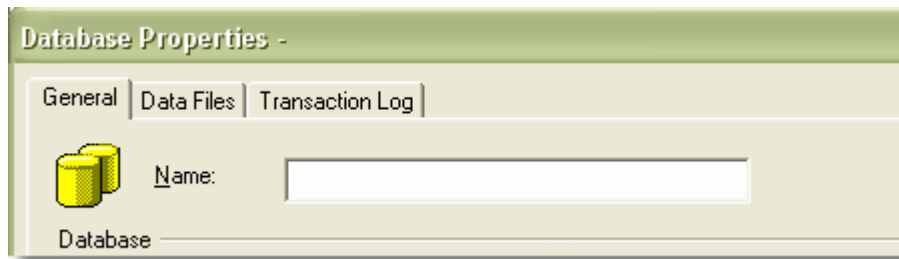 Database Properties -
General Data Files Transaction Log
Name:
Database